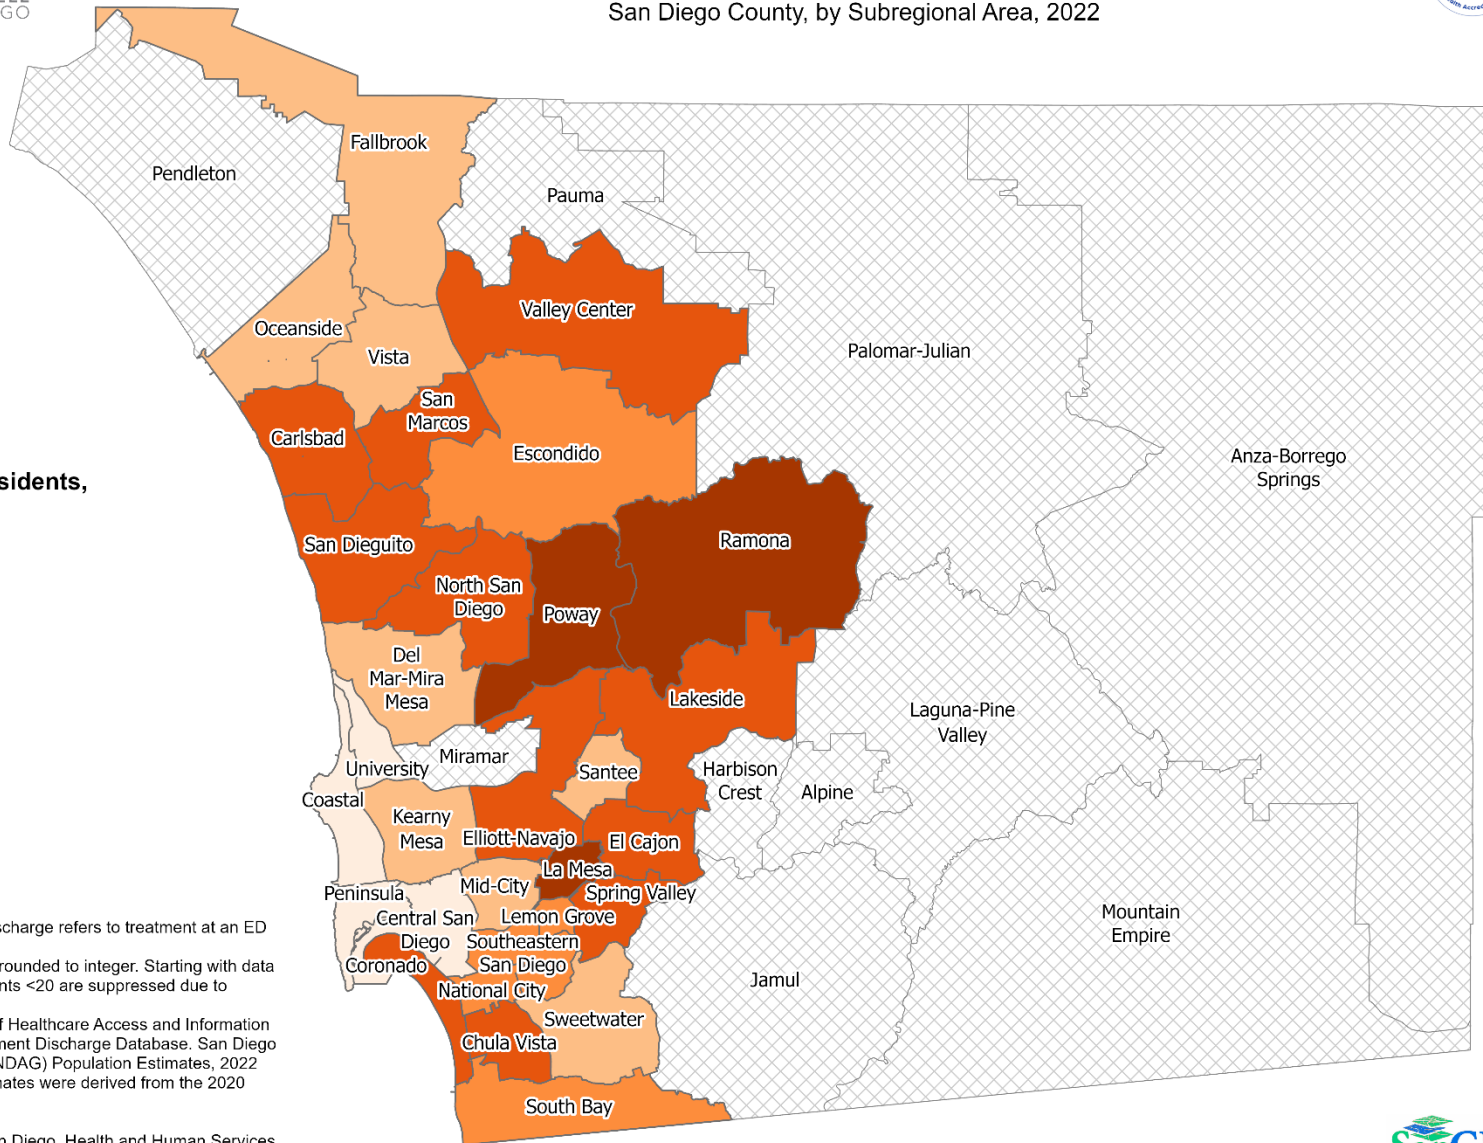 GO
San Diego County, by Subregional Area, 2022
Fallbrook
Pendleton
Pauma
Valley Center
Oceanside
Vista
Palomar-Julian
San
Marcos
Carlsbad
Escondido
Anza-Borrego
Springs
sidents,
San Dieguito
Ramona
North San
Diego
Poway
Del
Mar-Mira
Mesa
Lakeside
Laguna-Pine
Valley
Miramar
University
Santee
Harbison
Crest
Alpine
Coastal
Kearny
Mesa
Elliott-Navajo
El Cajon
La Mesa
Mid-City
Peninsula
Spring Valley
Central San
Diego
Lemon Grove
Mountain
Empire
Southeastern
San Diego
Coronado
National City
Jamul
Sweetwater
Chula Vista
South Bay
scharge refers to treatment at an ED
rounded to integer. Starting with data
nts <20 are suppressed due to
f Healthcare Access and Information
ment Discharge Database. San Diego
NDAG) Population Estimates, 2022
mates were derived from the 2020
n Diego, Health and Human Services